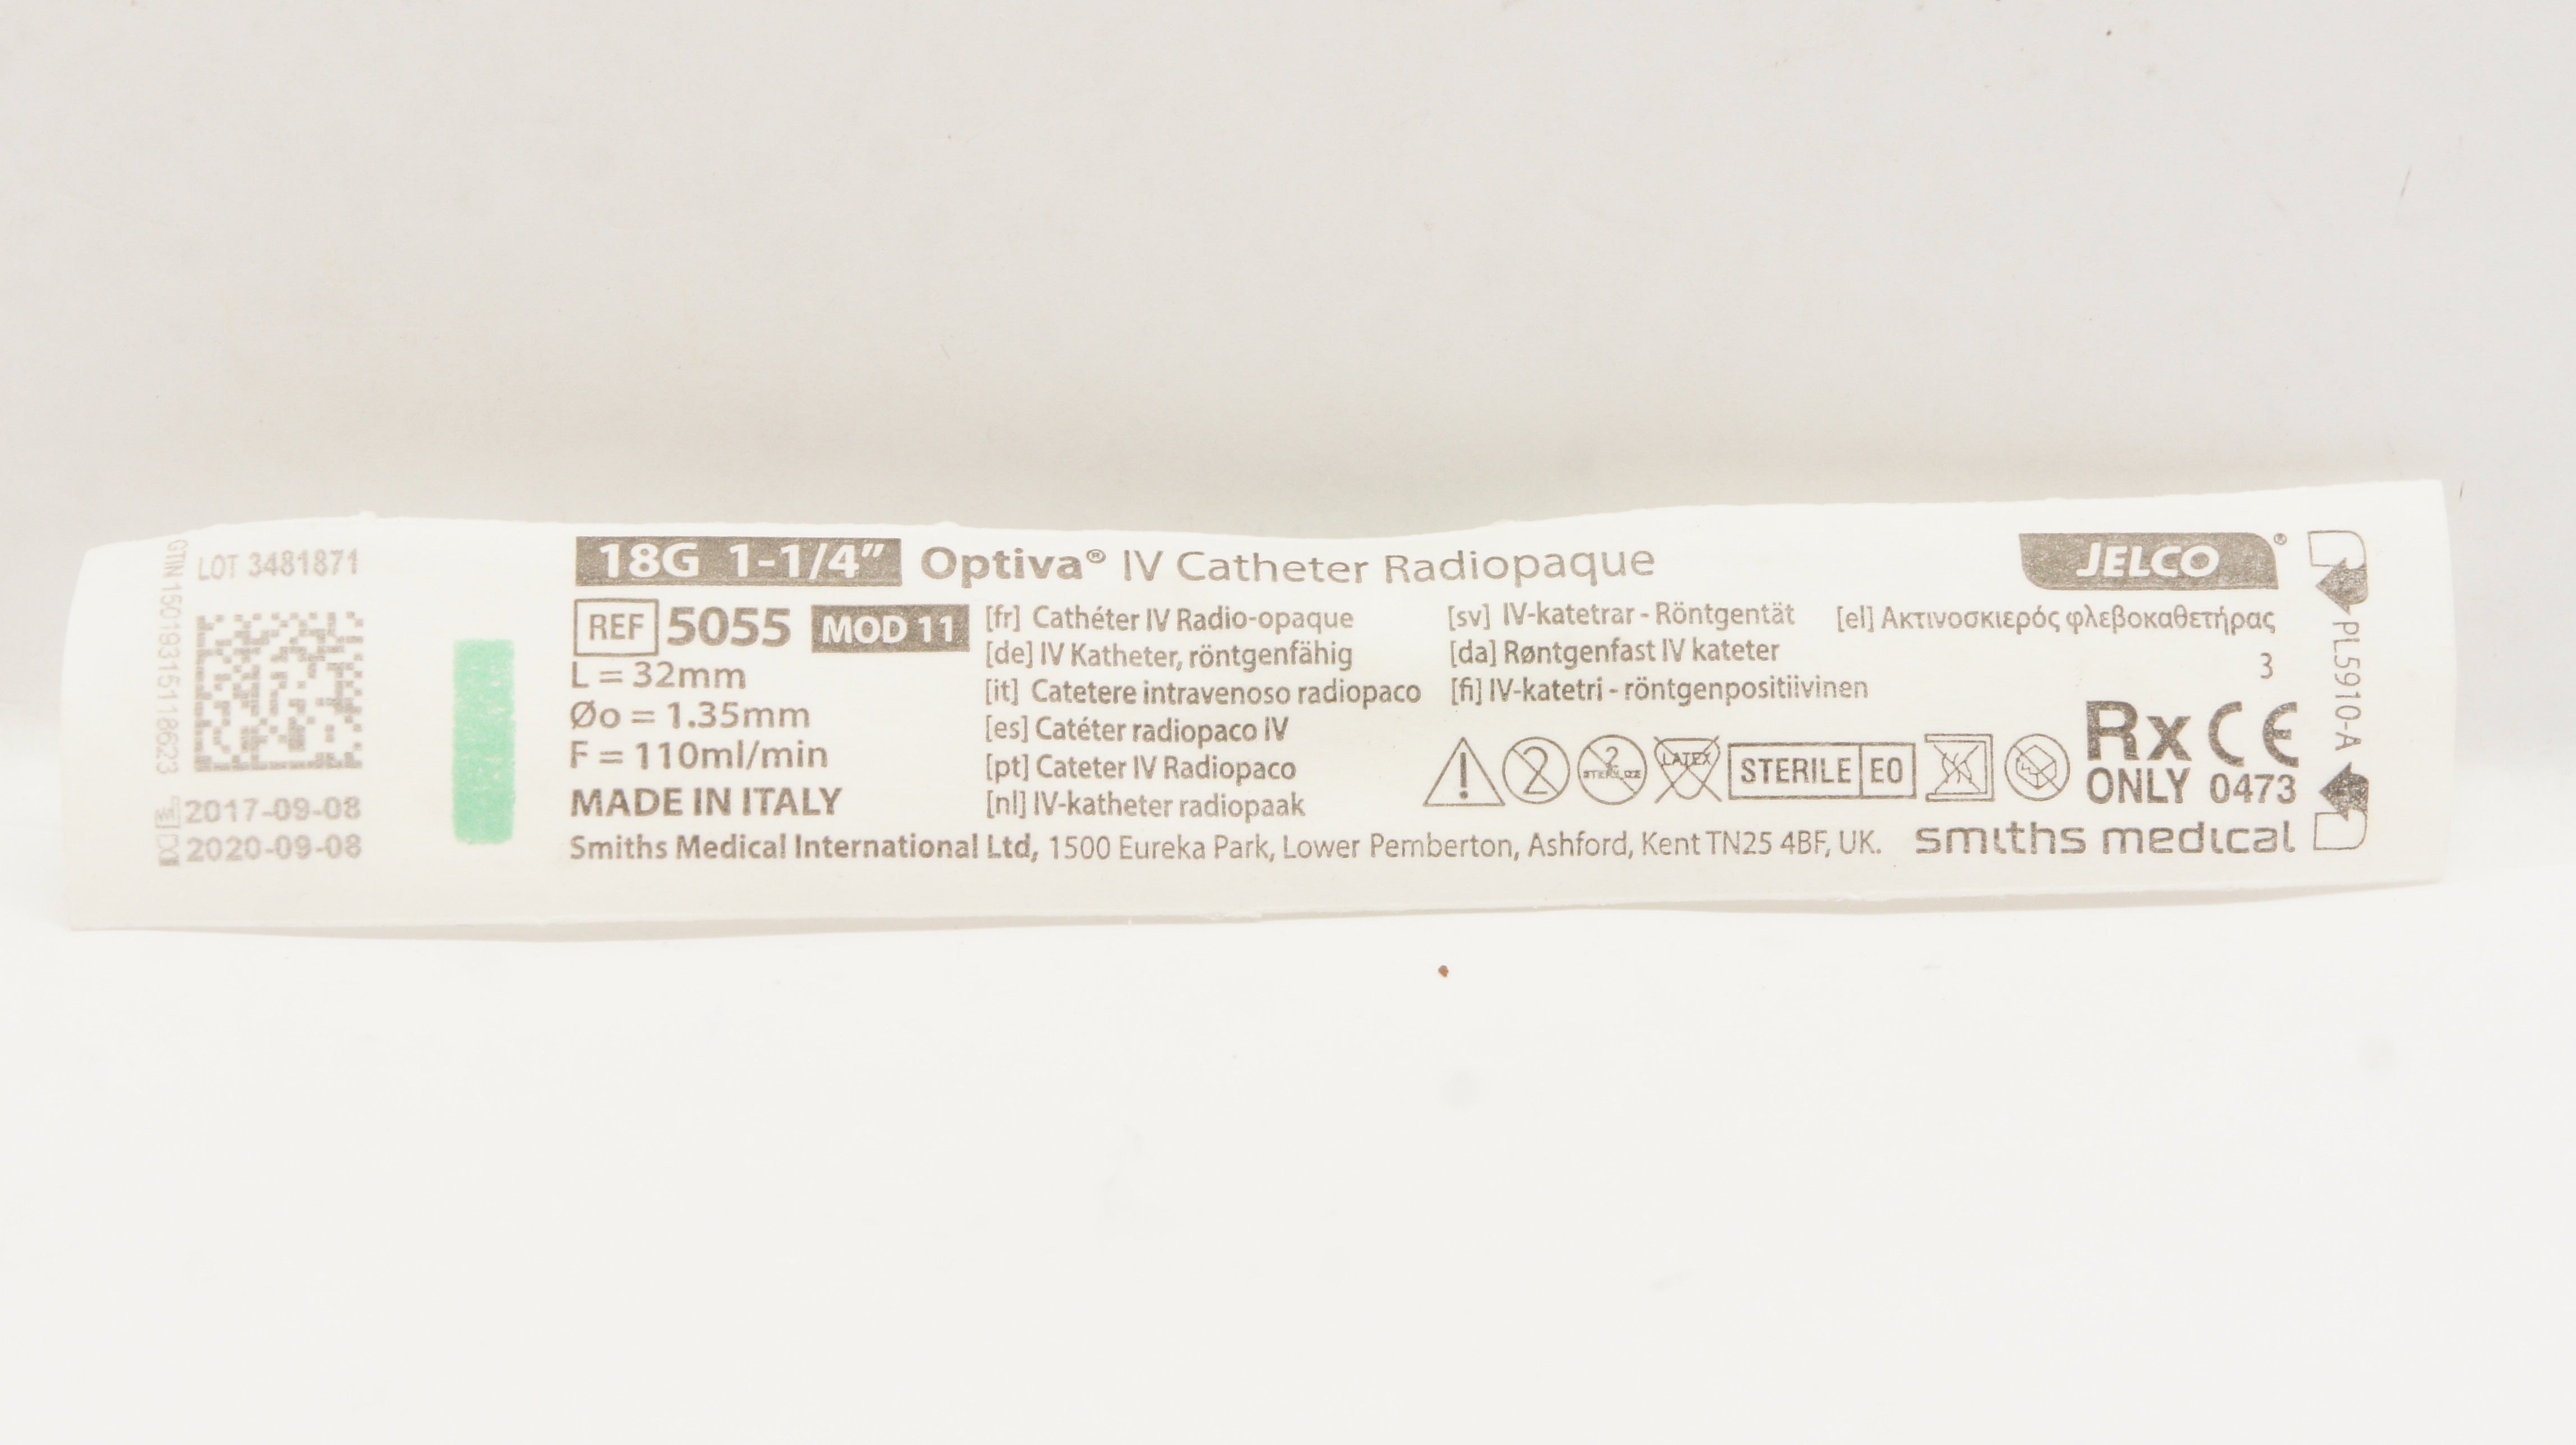 GTIN 15019315118623
LOT 3481871
2017-09-08
2020-09-08
18G 1-1/4” Optiva® IV Catheter Radiopaque
REF 5055 MOD 11
L = 32mm
Øo = 1.35mm
F = 110ml/min
MADE IN ITALY
[fr] Cathéter IV Radio-opaque
[de] IV Katheter, röntgenfähig
[it] Catetere intravenoso radiopaco
[es] Catéter radiopaco IV
[pt] Cateter IV Radiopaco
[nl] IV-katheter radiopaak
[sv] IV-katetrar - Röntgentät
[da] Røntgenfast IV kateter
[fi] IV-katetri - röntgenpositiivinen
[el] Ακτινοσκιερός φλεβοκαθετήρας
3
2
2
STERILIZE
LATEX
STERILE EO
Rx ONLY
CE 0473
Smiths Medical International Ltd, 1500 Eureka Park, Lower Pemberton, Ashford, Kent TN25 4BF, UK.
smiths medical
JELCO®
PL5910-A